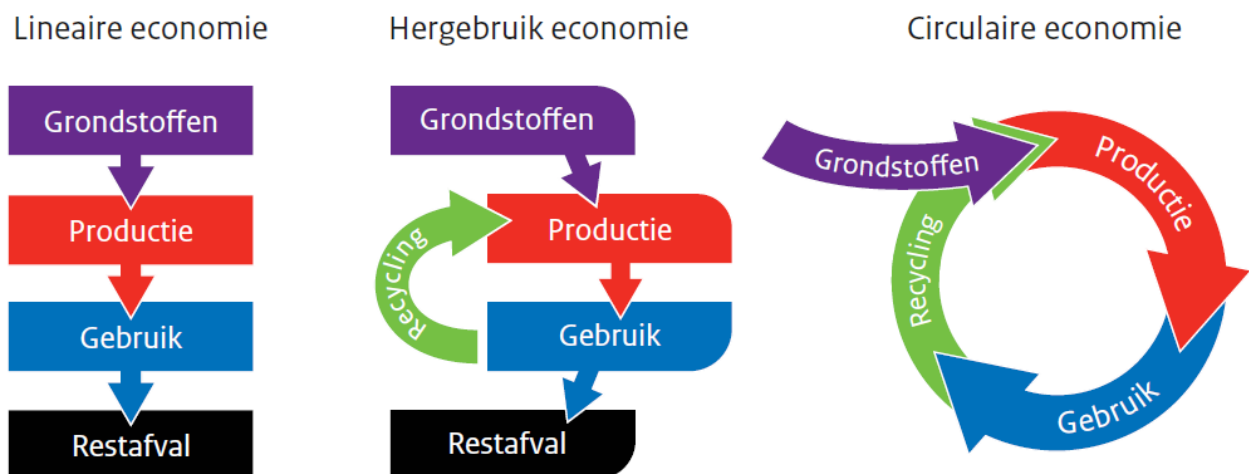 Lineaire economie
Grondstoffen
Productie
Gebruik
Restafval
Hergebruik economie
Grondstoffen
Productie
Recycling
Gebruik
Restafval
Circulaire economie
Grondstoffen
Productie
Gebruik
Recycling